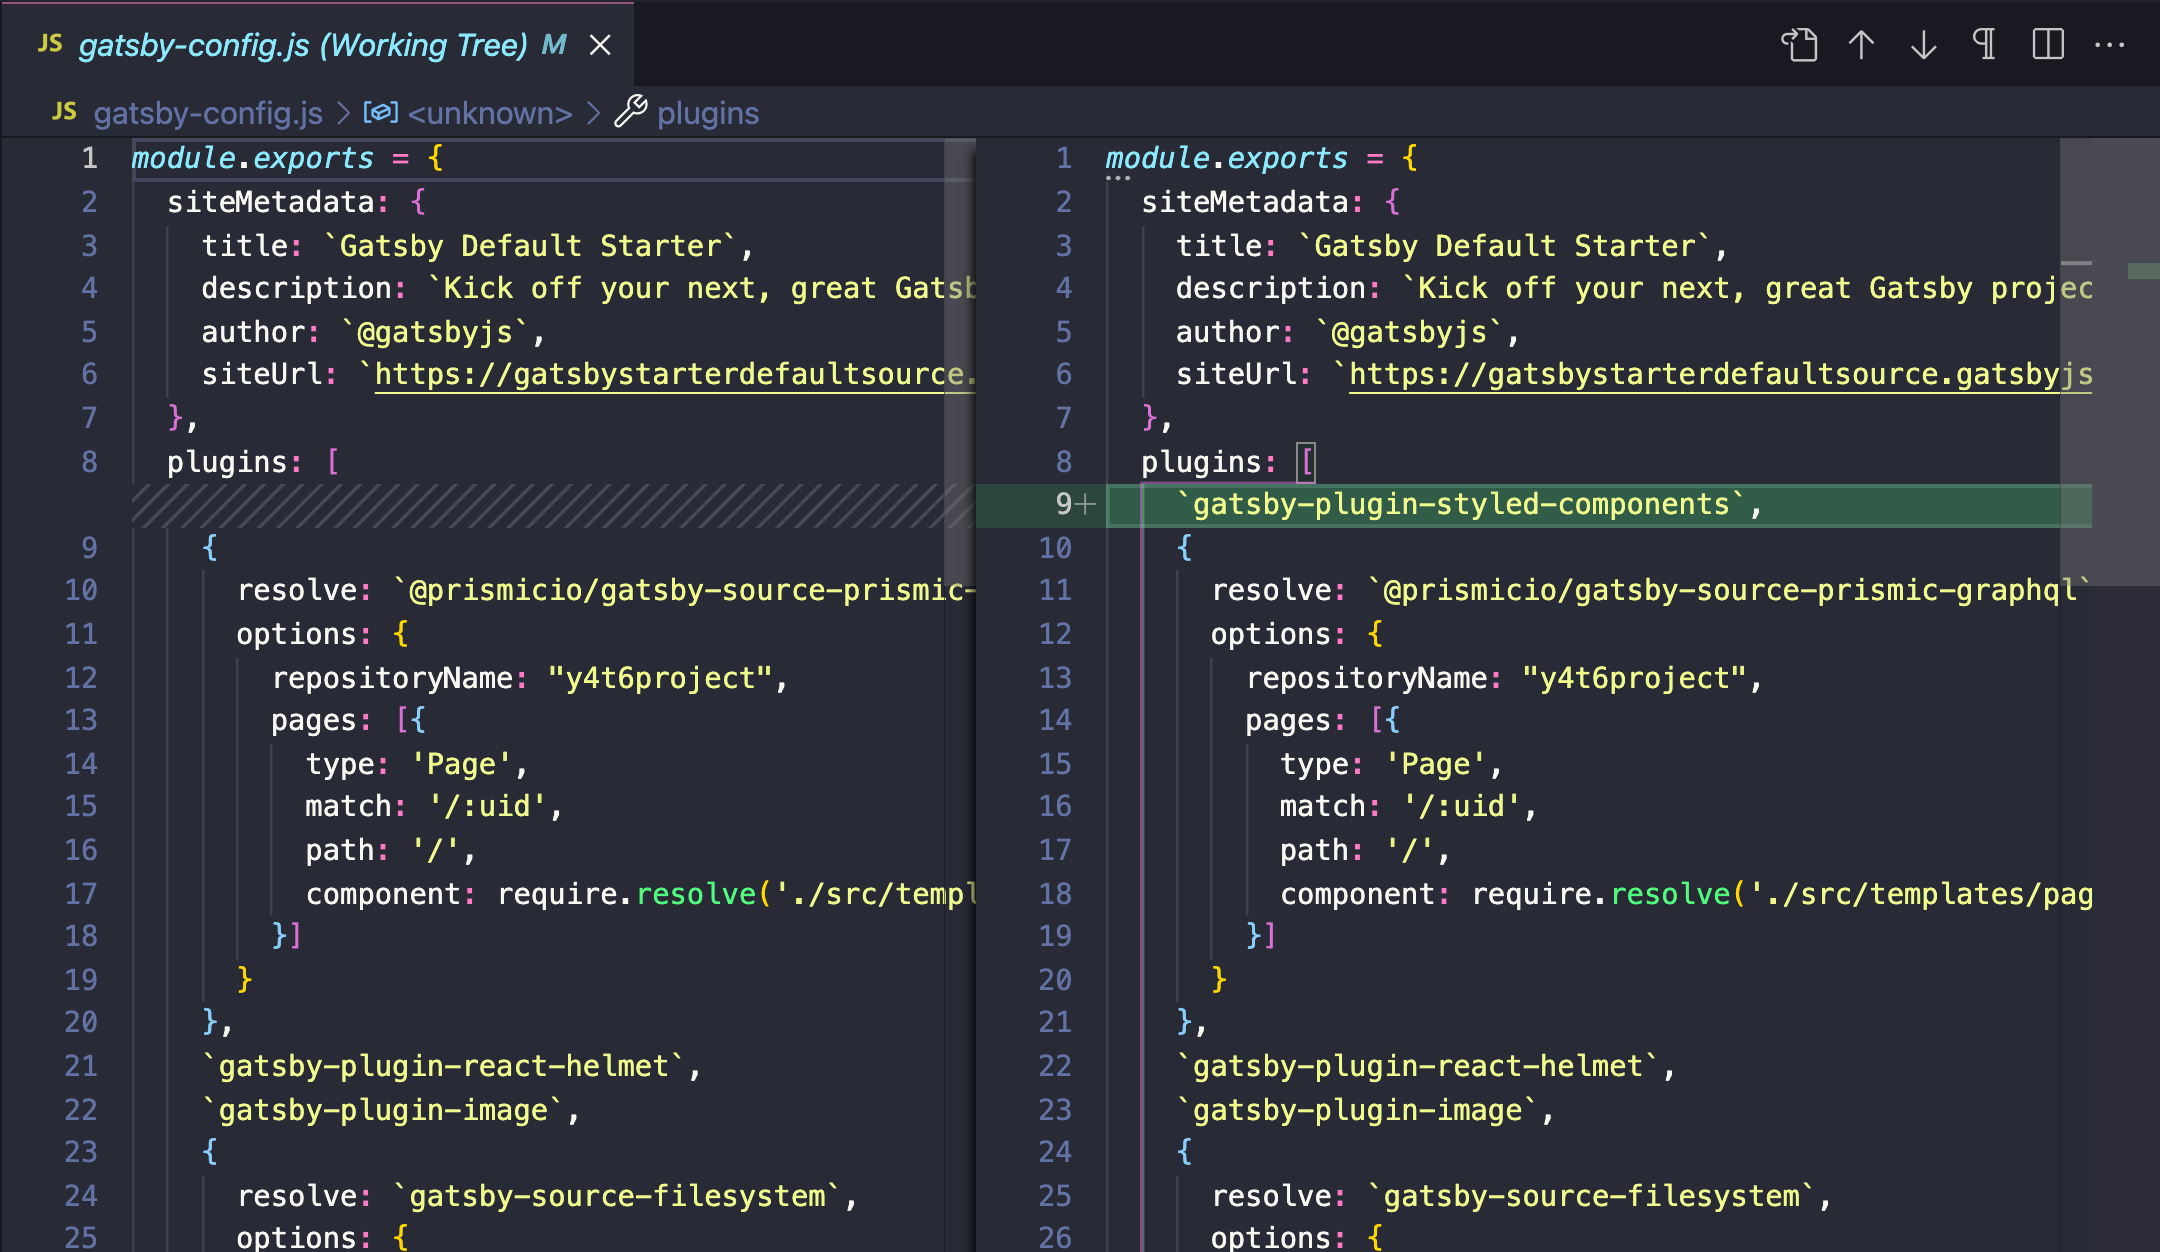 JS gatsby-config.js (Working Tree) M
JS gatsby-config.js > <unknown> > plugins
1 module.exports = {
2 siteMetadata: {
3 title: `Gatsby Default Starter`,
4 description: `Kick off your next, great Gatsb
5 author: `@gatsbyjs`,
6 siteUrl: `https://gatsbystarterdefaultsource.
7 },
8 plugins: [
9 {
10 resolve: `@prismicio/gatsby-source-prismic-
11 options: {
12 repositoryName: "y4t6project",
13 pages: [{
14 type: 'Page',
15 match: '/:uid',
16 path: '/',
17 component: require.resolve('./src/templ
18 }]
19 }
20 },
21 `gatsby-plugin-react-helmet`,
22 `gatsby-plugin-image`,
23 {
24 resolve: `gatsby-source-filesystem`,
25 options: {
1 module.exports = {
2 siteMetadata: {
3 title: `Gatsby Default Starter`,
4 description: `Kick off your next, great Gatsby projec
5 author: `@gatsbyjs`,
6 siteUrl: `https://gatsbystarterdefaultsource.gatsbyjs
7 },
8 plugins: [
9+ `gatsby-plugin-styled-components`,
10 {
11 resolve: `@prismicio/gatsby-source-prismic-graphql`
12 options: {
13 repositoryName: "y4t6project",
14 pages: [{
15 type: 'Page',
16 match: '/:uid',
17 path: '/',
18 component: require.resolve('./src/templates/pag
19 }]
20 }
21 },
22 `gatsby-plugin-react-helmet`,
23 `gatsby-plugin-image`,
24 {
25 resolve: `gatsby-source-filesystem`,
26 options: {